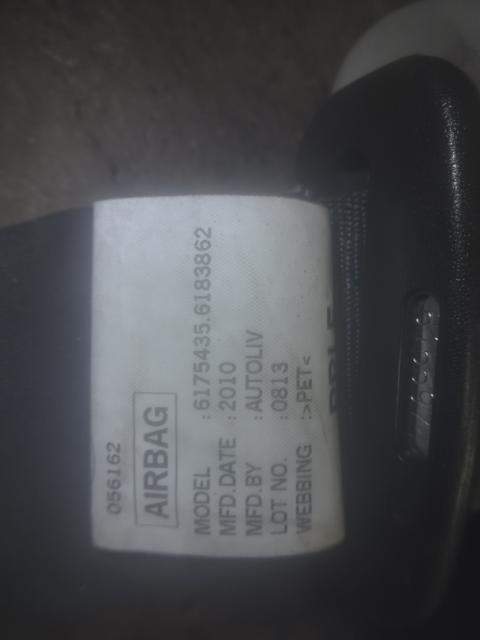 056162
AIRBAG
MODEL : 6175435.6183862
MFD.DATE : 2010
MFD.BY : AUTOLIV
LOT NO. : 0813
WEBBING :>PET<